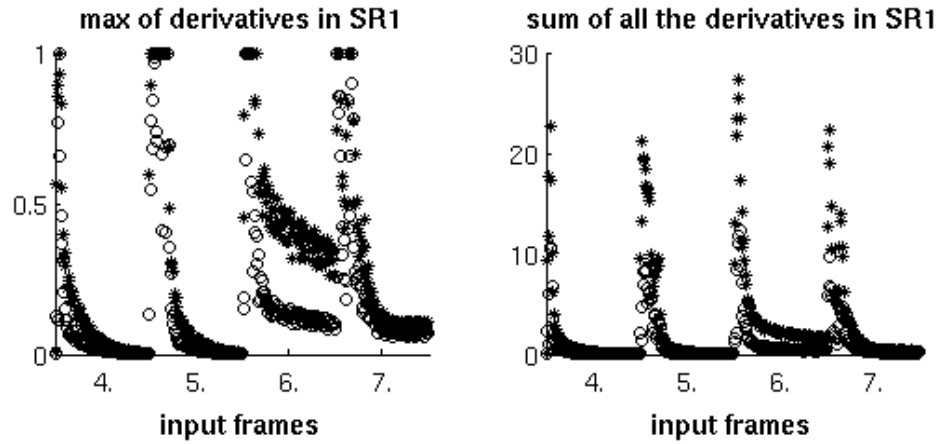 max of derivatives in SR1
1
0.5
0
4. 5. 6. 7.
input frames
sum of all the derivatives in SR1
30
20
10
0
4. 5. 6. 7.
input frames